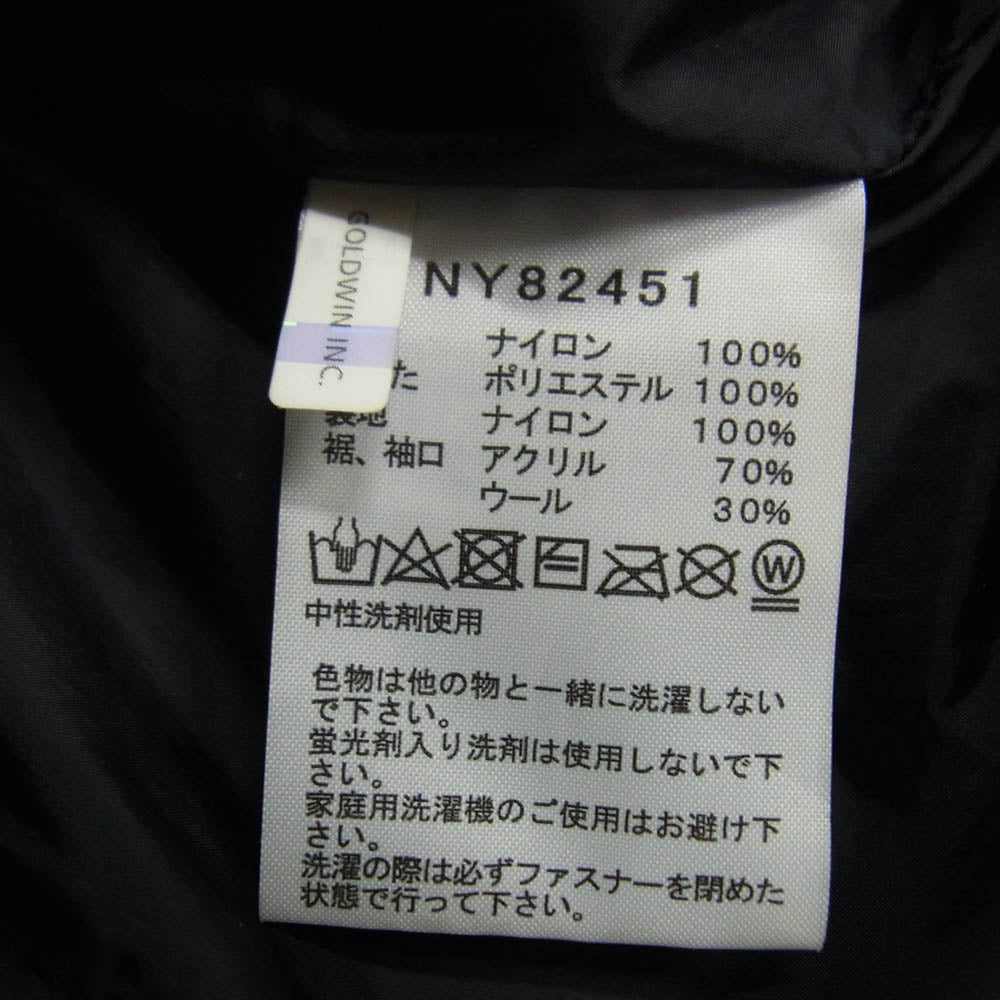 GOLDWIN INC.
NY82451
ナイロン 100%
た ポリエステル 100%
裏地 ナイロン 100%
裾、袖口 アクリル 70%
ウール 30%
W
中性洗剤使用
色物は他の物と一緒に洗濯しない
で下さい。
蛍光剤入り洗剤は使用しないで下
さい。
家庭用洗濯機のご使用はお避け下
さい。
洗濯の際は必ずファスナーを閉めた
状態で行って下さい。